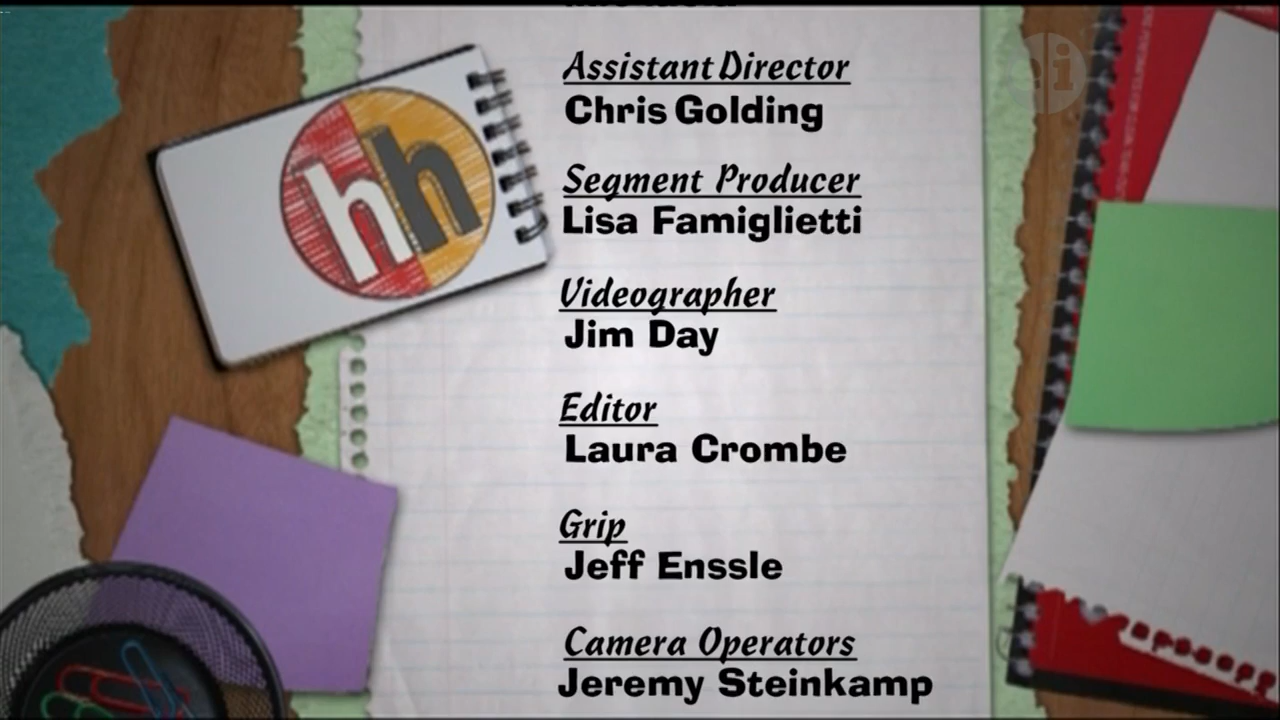 Assistant Director
Chris Golding
Segment Producer
Lisa Famiglietti
Videographer
Jim Day
Editor
Laura Crombe
Grip
Jeff Enssle
Camera Operators
Jeremy Steinkamp
hh
e/i